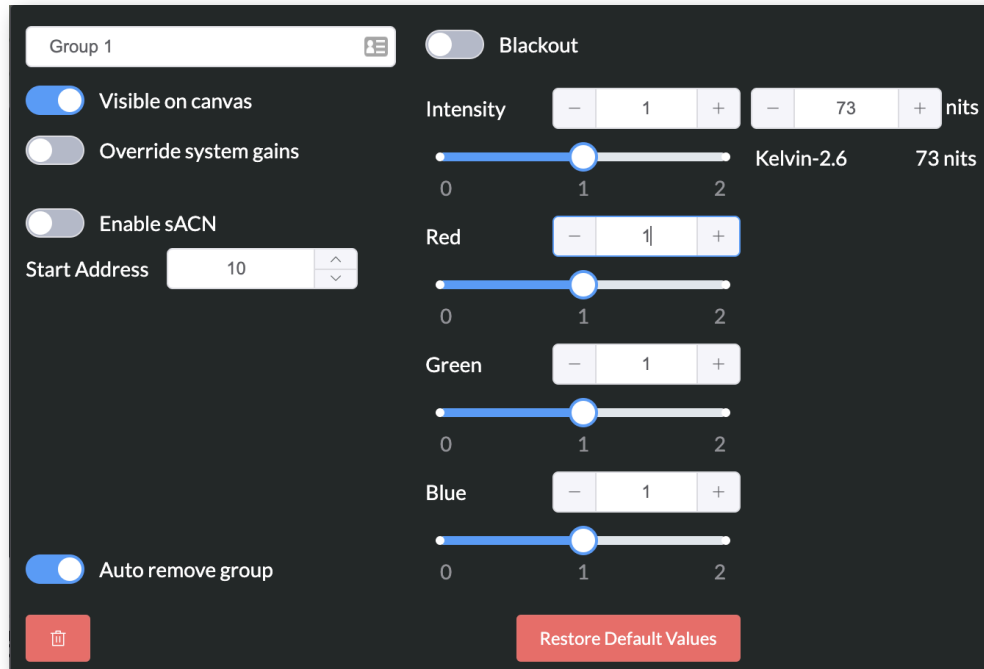 Group 1
Visible on canvas
Override system gains
Enable sACN
Start Address 10
Auto remove group
Blackout
Intensity − 1 + − 73 + nits
0 1 2
Kelvin-2.6 73 nits
Red − 1 +
0 1 2
Green − 1 +
0 1 2
Blue − 1 +
0 1 2
Restore Default Values